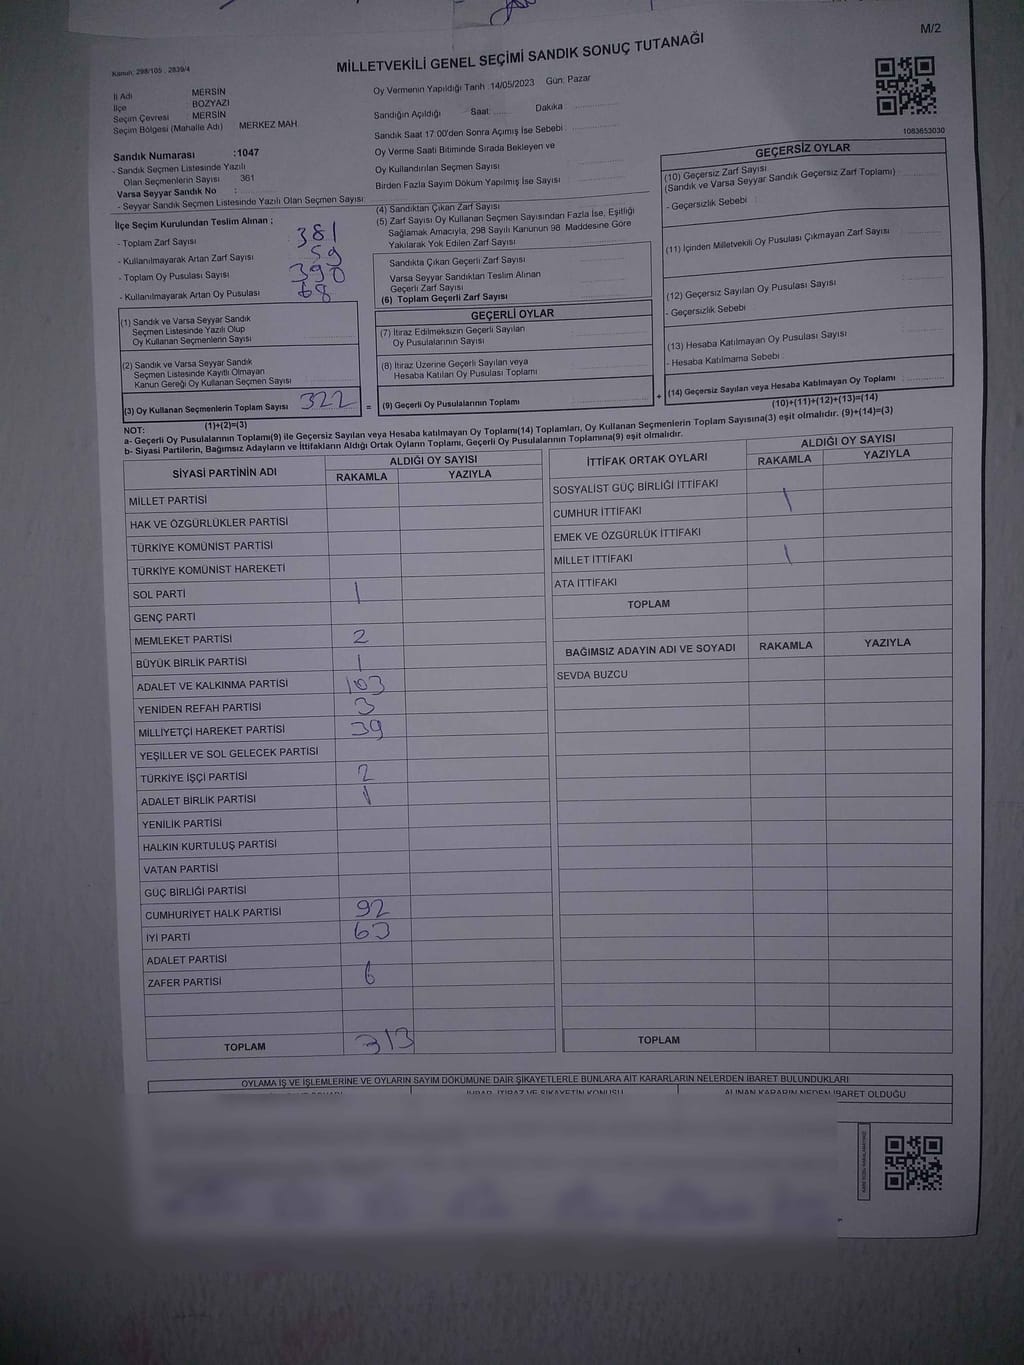 M/2
Kanun: 298/105 , 2839/4
MİLLETVEKİLİ GENEL SEÇİMİ SANDIK SONUÇ TUTANAĞI
İl Adı MERSİN
İlçe BOZYAZI
Seçim Çevresi : MERSİN
Seçim Bölgesi (Mahalle Adı) MERKEZ MAH.
Sandık Numarası :1047
- Sandık Seçmen Listesinde Yazılı
Olan Seçmenlerin Sayısı 361
Varsa Seyyar Sandık No :
- Seyyar Sandık Seçmen Listesinde Yazılı Olan Seçmen Sayısı
Oy Vermenin Yapıldığı Tarih :14/05/2023 Gün: Pazar
Sandığın Açıldığı Saat: Dakika
Sandık Saat 17:00'den Sonra Açımış İse Sebebi
Oy Verme Saati Bitiminde Sırada Bekleyen ve
Oy Kullandırılan Seçmen Sayısı
Birden Fazla Sayım Döküm Yapılmış İse Sayısı
1083653030
İlçe Seçim Kurulundan Teslim Alınan ;
- Toplam Zarf Sayısı 381
- Kullanılmayarak Artan Zarf Sayısı 59
- Toplam Oy Pusulası Sayısı 390
- Kullanılmayarak Artan Oy Pusulası 68
(1) Sandık ve Varsa Seyyar Sandık
Seçmen Listesinde Yazılı Olup
Oy Kullanan Seçmenlerin Sayısı
(2) Sandık ve Varsa Seyyar Sandık
Seçmen Listesinde Kayıtlı Olmayan
Kanun Gereği Oy Kullanan Seçmen Sayısı
(3) Oy Kullanan Seçmenlerin Toplam Sayısı 322 =
(1)+(2)=(3)
(4) Sandıktan Çıkan Zarf Sayısı
(5) Zarf Sayısı Oy Kullanan Seçmen Sayısından Fazla İse, Eşitliği
Sağlamak Amacıyla, 298 Sayılı Kanunun 98. Maddesine Göre
Yakılarak Yok Edilen Zarf Sayısı
Sandıkta Çıkan Geçerli Zarf Sayısı
Varsa Seyyar Sandıktan Teslim Alınan
Geçerli Zarf Sayısı
(6) Toplam Geçerli Zarf Sayısı
GEÇERLİ OYLAR
(7) İtiraz Edilmeksizin Geçerli Sayılan
Oy Pusulalarının Sayısı
(8) İtiraz Üzerine Geçerli Sayılan veya
Hesaba Katılan Oy Pusulası Toplamı
(9) Geçerli Oy Pusulalarının Toplamı +
GEÇERSİZ OYLAR
(10) Geçersiz Zarf Sayısı
(Sandık ve Varsa Seyyar Sandık Geçersiz Zarf Toplamı)
- Geçersizlik Sebebi :
(11) İçinden Milletvekili Oy Pusulası Çıkmayan Zarf Sayısı
(12) Geçersiz Sayılan Oy Pusulası Sayısı
- Geçersizlik Sebebi
(13) Hesaba Katılmayan Oy Pusulası Sayısı
- Hesaba Katılmama Sebebi :
(14) Geçersiz Sayılan veya Hesaba Katılmayan Oy Toplamı
(10)+(11)+(12)+(13)=(14)
NOT:
a- Geçerli Oy Pusulalarının Toplamı(9) ile Geçersiz Sayılan veya Hesaba katılmayan Oy Toplamı(14) Toplamları, Oy Kullanan Seçmenlerin Toplam Sayısına(3) eşit olmalıdır. (9)+(14)=(3)
b- Siyasi Partilerin, Bağımsız Adayların ve İttifakların Aldığı Ortak Oyların Toplamı, Geçerli Oy Pusulalarının Toplamına(9) eşit olmalıdır.
SİYASİ PARTİNİN ADI ALDIĞI OY SAYISI
RAKAMLA YAZIYLA
MİLLET PARTİSİ
HAK VE ÖZGÜRLÜKLER PARTİSİ
TÜRKİYE KOMÜNİST PARTİSİ
TÜRKİYE KOMÜNİST HAREKETİ
SOL PARTİ 1
GENÇ PARTİ
MEMLEKET PARTİSİ 2
BÜYÜK BİRLİK PARTİSİ 1
ADALET VE KALKINMA PARTİSİ 103
YENİDEN REFAH PARTİSİ 3
MİLLİYETÇİ HAREKET PARTİSİ 39
YEŞİLLER VE SOL GELECEK PARTİSİ
TÜRKİYE İŞÇİ PARTİSİ 2
ADALET BİRLİK PARTİSİ 1
YENİLİK PARTİSİ
HALKIN KURTULUŞ PARTİSİ
VATAN PARTİSİ
GÜÇ BİRLİĞİ PARTİSİ
CUMHURİYET HALK PARTİSİ 92
İYİ PARTİ 63
ADALET PARTİSİ
ZAFER PARTİSİ 6
TOPLAM 313
İTTİFAK ORTAK OYLARI ALDIĞI OY SAYISI
RAKAMLA YAZIYLA
SOSYALİST GÜÇ BİRLİĞİ İTTİFAKI
CUMHUR İTTİFAKI 1
EMEK VE ÖZGÜRLÜK İTTİFAKI
MİLLET İTTİFAKI 1
ATA İTTİFAKI
TOPLAM
BAĞIMSIZ ADAYIN ADI VE SOYADI RAKAMLA YAZIYLA
SEVDA BUZCU
TOPLAM
OYLAMA İŞ VE İŞLEMLERİNE VE OYLARIN SAYIM DÖKÜMÜNE DAİR ŞİKAYETLERLE BUNLARA AİT KARARLARIN NELERDEN İBARET BULUNDUKLARI
İHBAR, İTİRAZ VE ŞİKAYETİN KONUSU ALINAN KARARIN NEDEN İBARET OLDUĞU